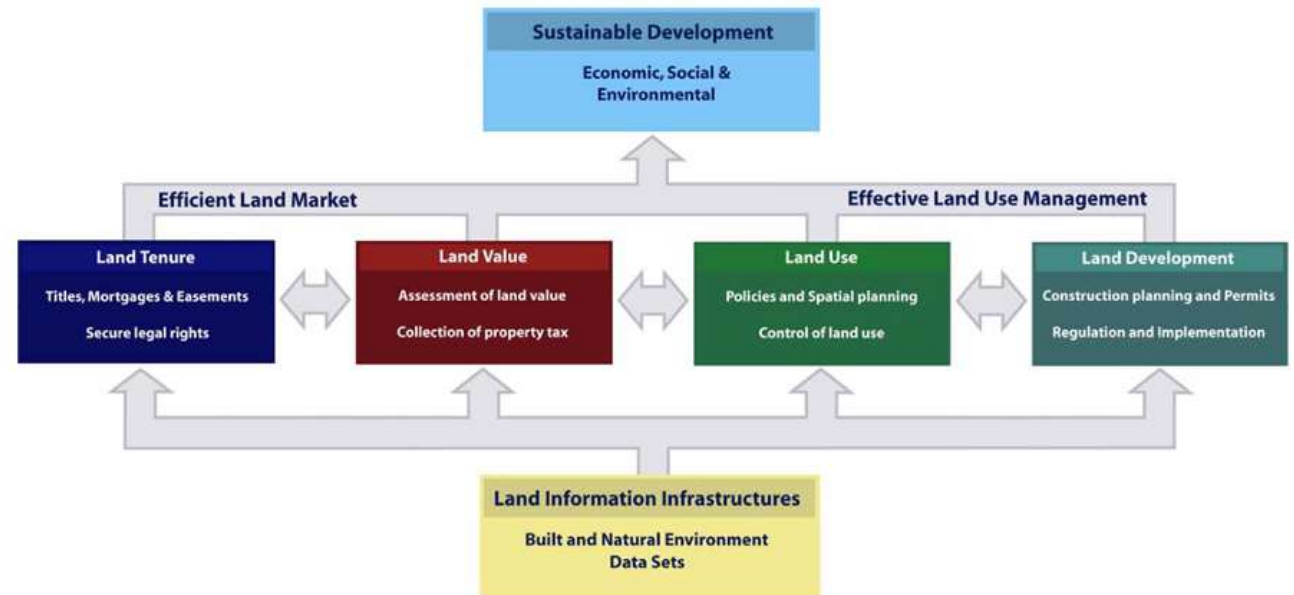 Sustainable Development
Economic, Social &
Environmental
Efficient Land Market
Effective Land Use Management
Land Tenure
Titles, Mortgages & Easements
Secure legal rights
Land Value
Assessment of land value
Collection of property tax
Land Use
Policies and Spatial planning
Control of land use
Land Development
Construction planning and Permits
Regulation and Implementation
Land Information Infrastructures
Built and Natural Environment
Data Sets